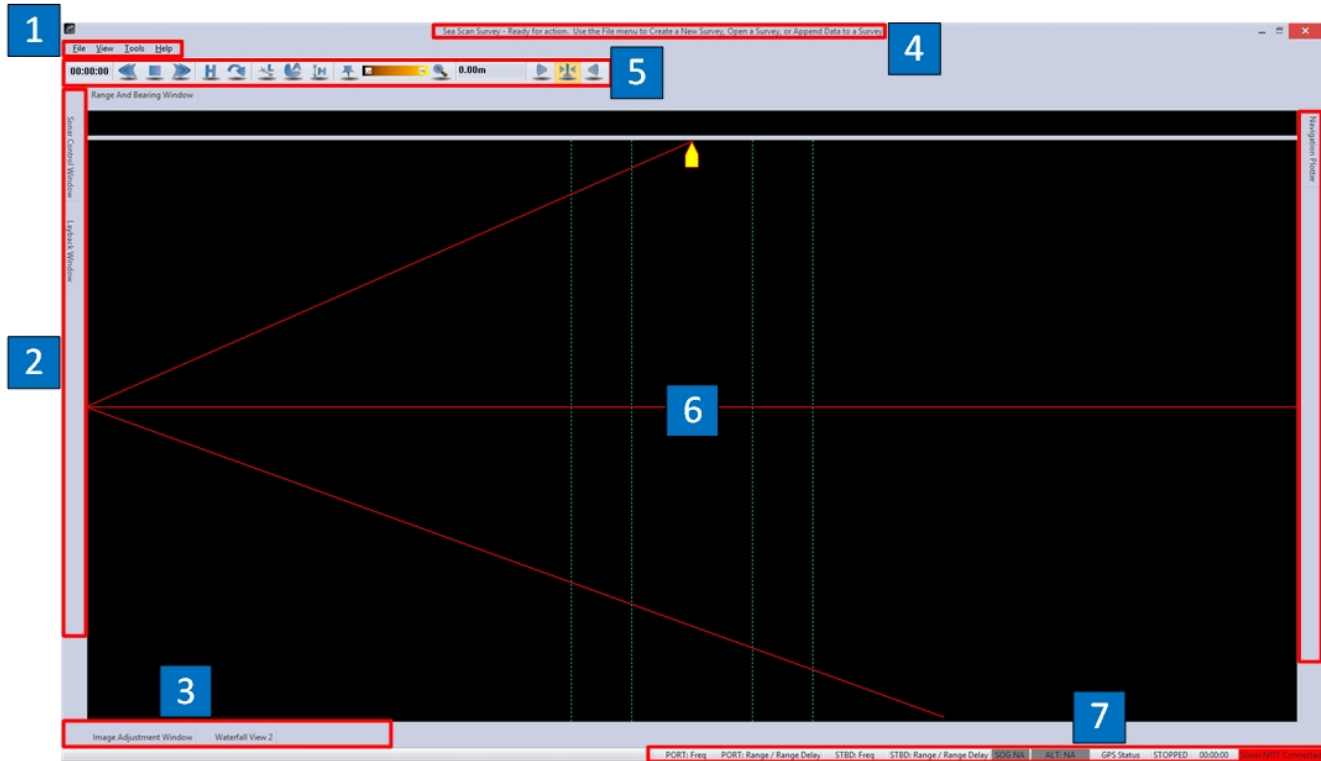 1
Sea Scan Survey - Ready for action. Use the File menu to Create a New Survey, Open a Survey, or Append Data to a Survey
4
File View Tools Help
00:00:00
0.00m
5
Range And Bearing Window
Sonar Control Window
Layback Window
Navigation Plotter
2
6
3
7
Image Adjustment Window Waterfall View 2
PORT: Freq PORT: Range / Range Delay STBD: Freq STBD: Range / Range Delay SOG NA ALT: NA GPS Status STOPPED 00:00:00 Sonar NOT Connected